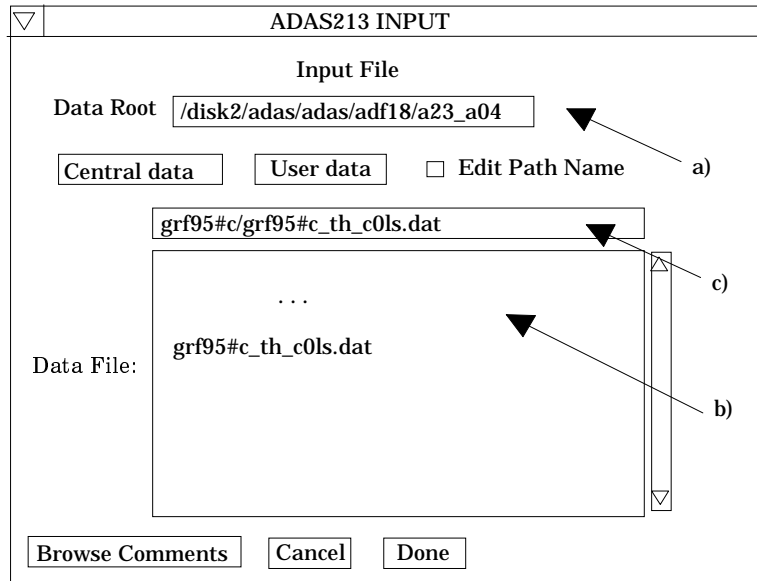 ADAS213 INPUT
Input File
Data Root /disk2/adas/adas/adf18/a23_a04
a)
Central data User data Edit Path Name
grf95#c/grf95#c_th_c0ls.dat
c)
. . .
grf95#c_th_c0ls.dat
Data File:
b)
Browse Comments Cancel Done